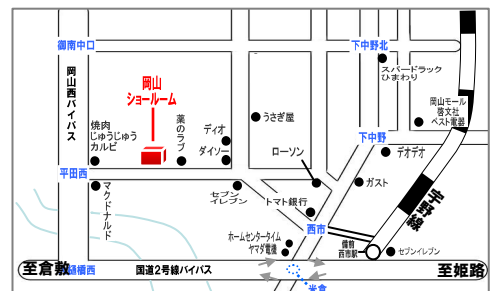 御南中口
下中野北
スーパードラック
ひまわり
岡山西バイパス
岡山
ショールーム
岡山モール
啓文社
ベスト電器
焼肉
じゅうじゅう
カルビ
薬のラブ
ディオ
ダイソー
うさぎ屋
下中野
ローソン
デオデオ
平田西
マクドナルド
セブン
イレブン
トマト銀行
ガスト
宇野線
西市
ホームセンタータイム
ヤマダ電機
備前
西市駅
セブンイレブン
至倉敷
樋橋西
国道2号線バイパス
至姫路
米倉